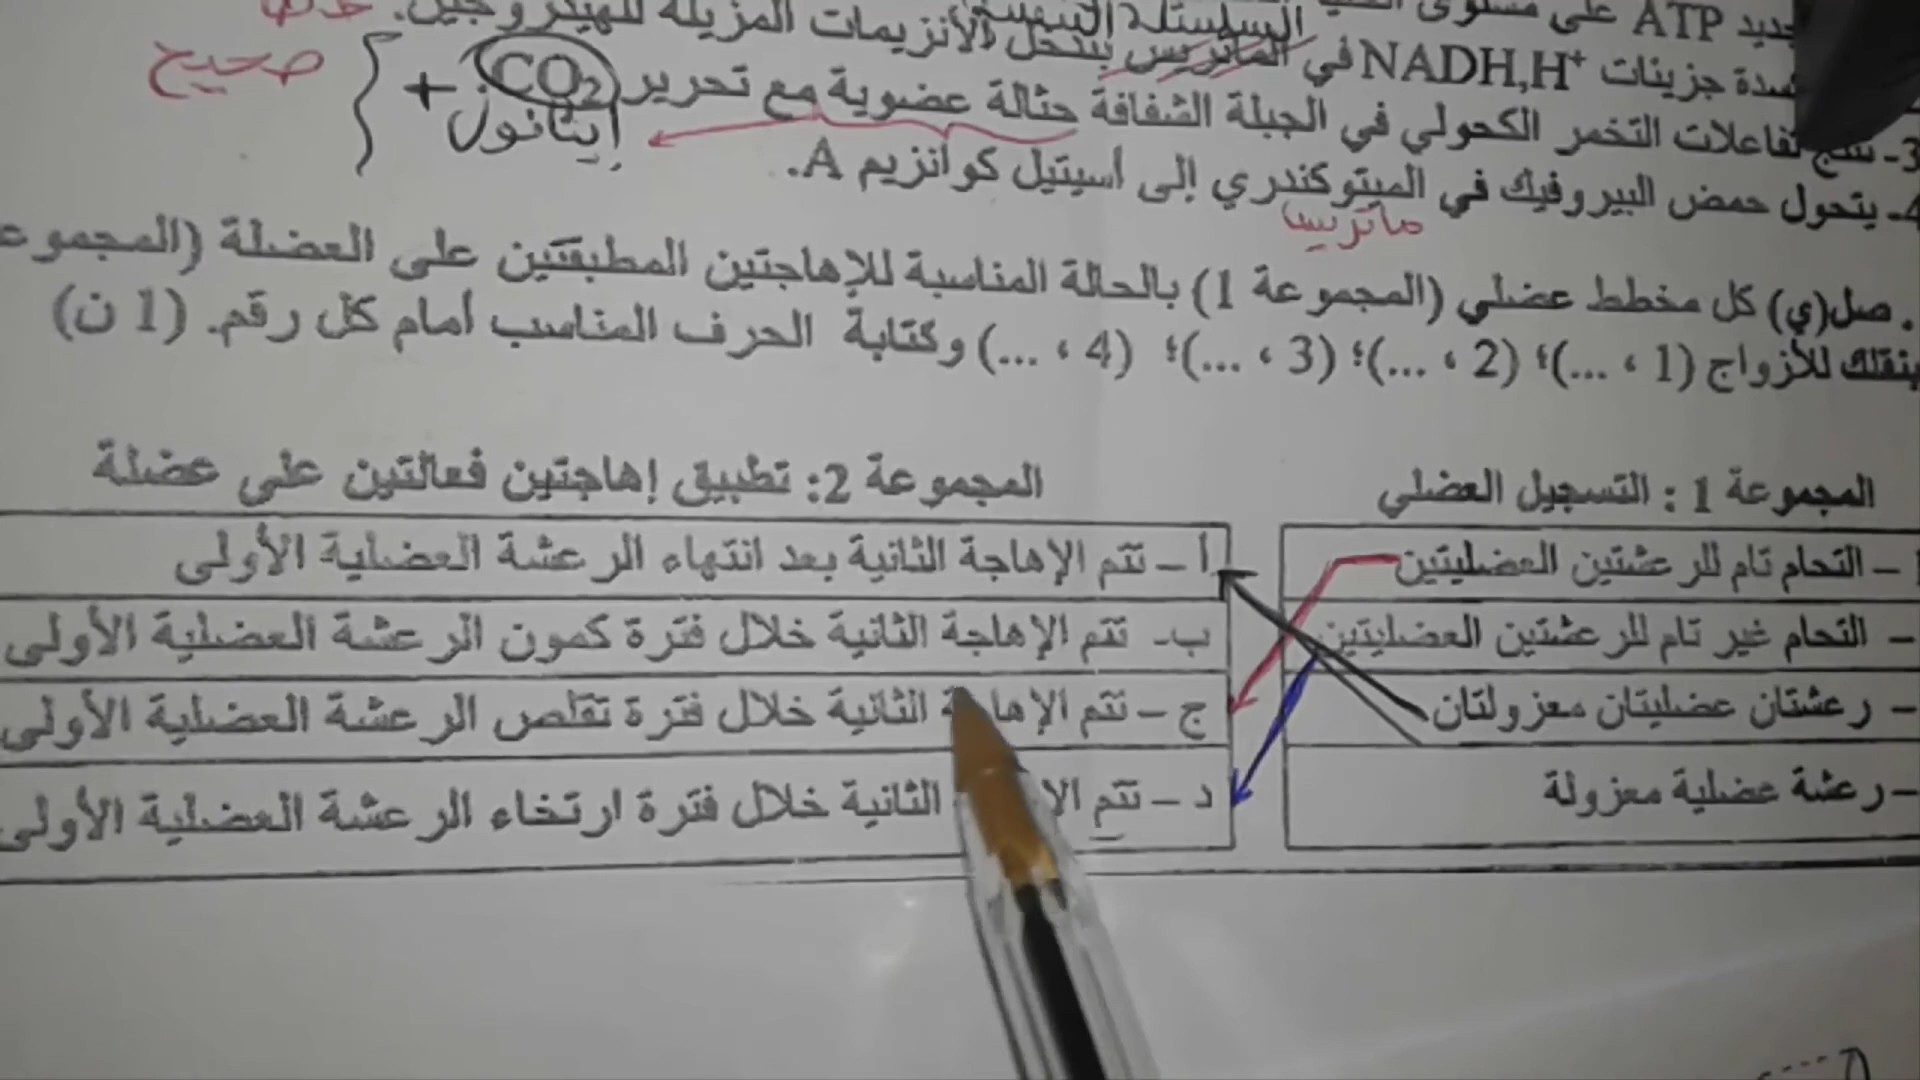 ATP على مستوى
السلسلة التنفسية
جزيئات NADH,H⁺ في الماتريس بتدخل الأنزيمات المزيلة للهيدروجين.
3- تنتج تفاعلات التخمر الكحولي في الجبلة الشفافة حثالة عضوية مع تحرير CO₂ +
إيثانول
صحيح
4- يتحول حمض البيروفيك في الميتوكندري إلى أسيتيل كوأنزيم A.
ماتريس
. صل(ي) كل مخطط عضلي (المجموعة 1) بالحالة المناسبة للإهاجتين المطبقتين على العضلة (المجموعة
بنقلك للأزواج (1 ، ...)؛ (2 ، ...)؛ (3 ، ...)؛ (4 ، ...) وكتابة الحرف المناسب أمام كل رقم. (1 ن)
المجموعة 1 : التسجيل العضلي
المجموعة 2: تطبيق إهاجتين فعالتين على عضلة
1 – التحام تام للرعشتين العضليتين
أ – تتم الإهاجة الثانية بعد انتهاء الرعشة العضلية الأولى
– التحام غير تام للرعشتين العضليتين
ب- تتم الإهاجة الثانية خلال فترة كمون الرعشة العضلية الأولى
– رعشتان عضليتان معزولتان
ج – تتم الإهاجة الثانية خلال فترة تقلص الرعشة العضلية الأولى
– رعشة عضلية معزولة
د – تتم الثانية خلال فترة ارتخاء الرعشة العضلية الأولى